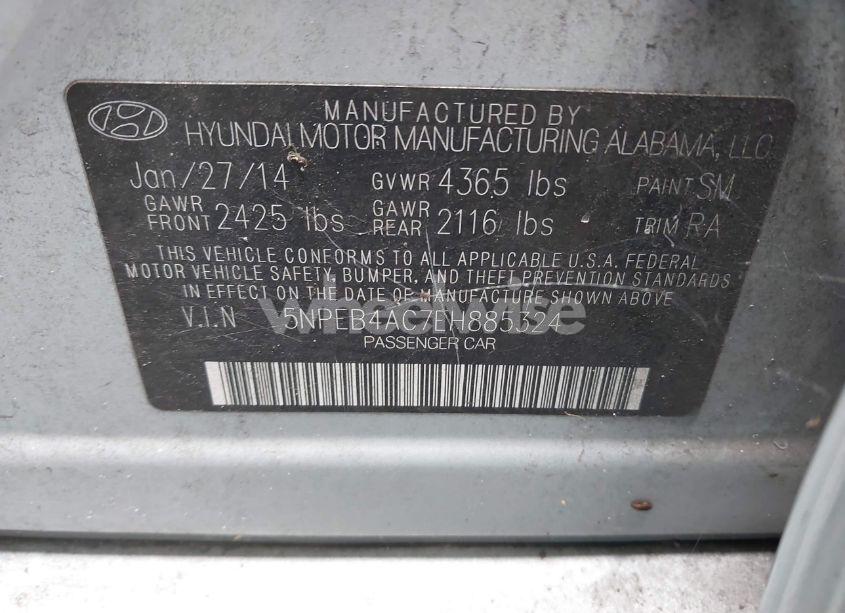 MANUFACTURED BY
HYUNDAI MOTOR MANUFACTURING ALABAMA, LLC
Jan/27/14 GVWR 4365 lbs PAINT SM
GAWR FRONT 2425 lbs GAWR REAR 2116 lbs TRIM RA
THIS VEHICLE CONFORMS TO ALL APPLICABLE U.S.A. FEDERAL
MOTOR VEHICLE SAFETY, BUMPER, AND THEFT PREVENTION STANDARDS
IN EFFECT ON THE DATE OF MANUFACTURE SHOWN ABOVE
V.I.N 5NPEB4AC7EH885324
PASSENGER CAR
wheelwise